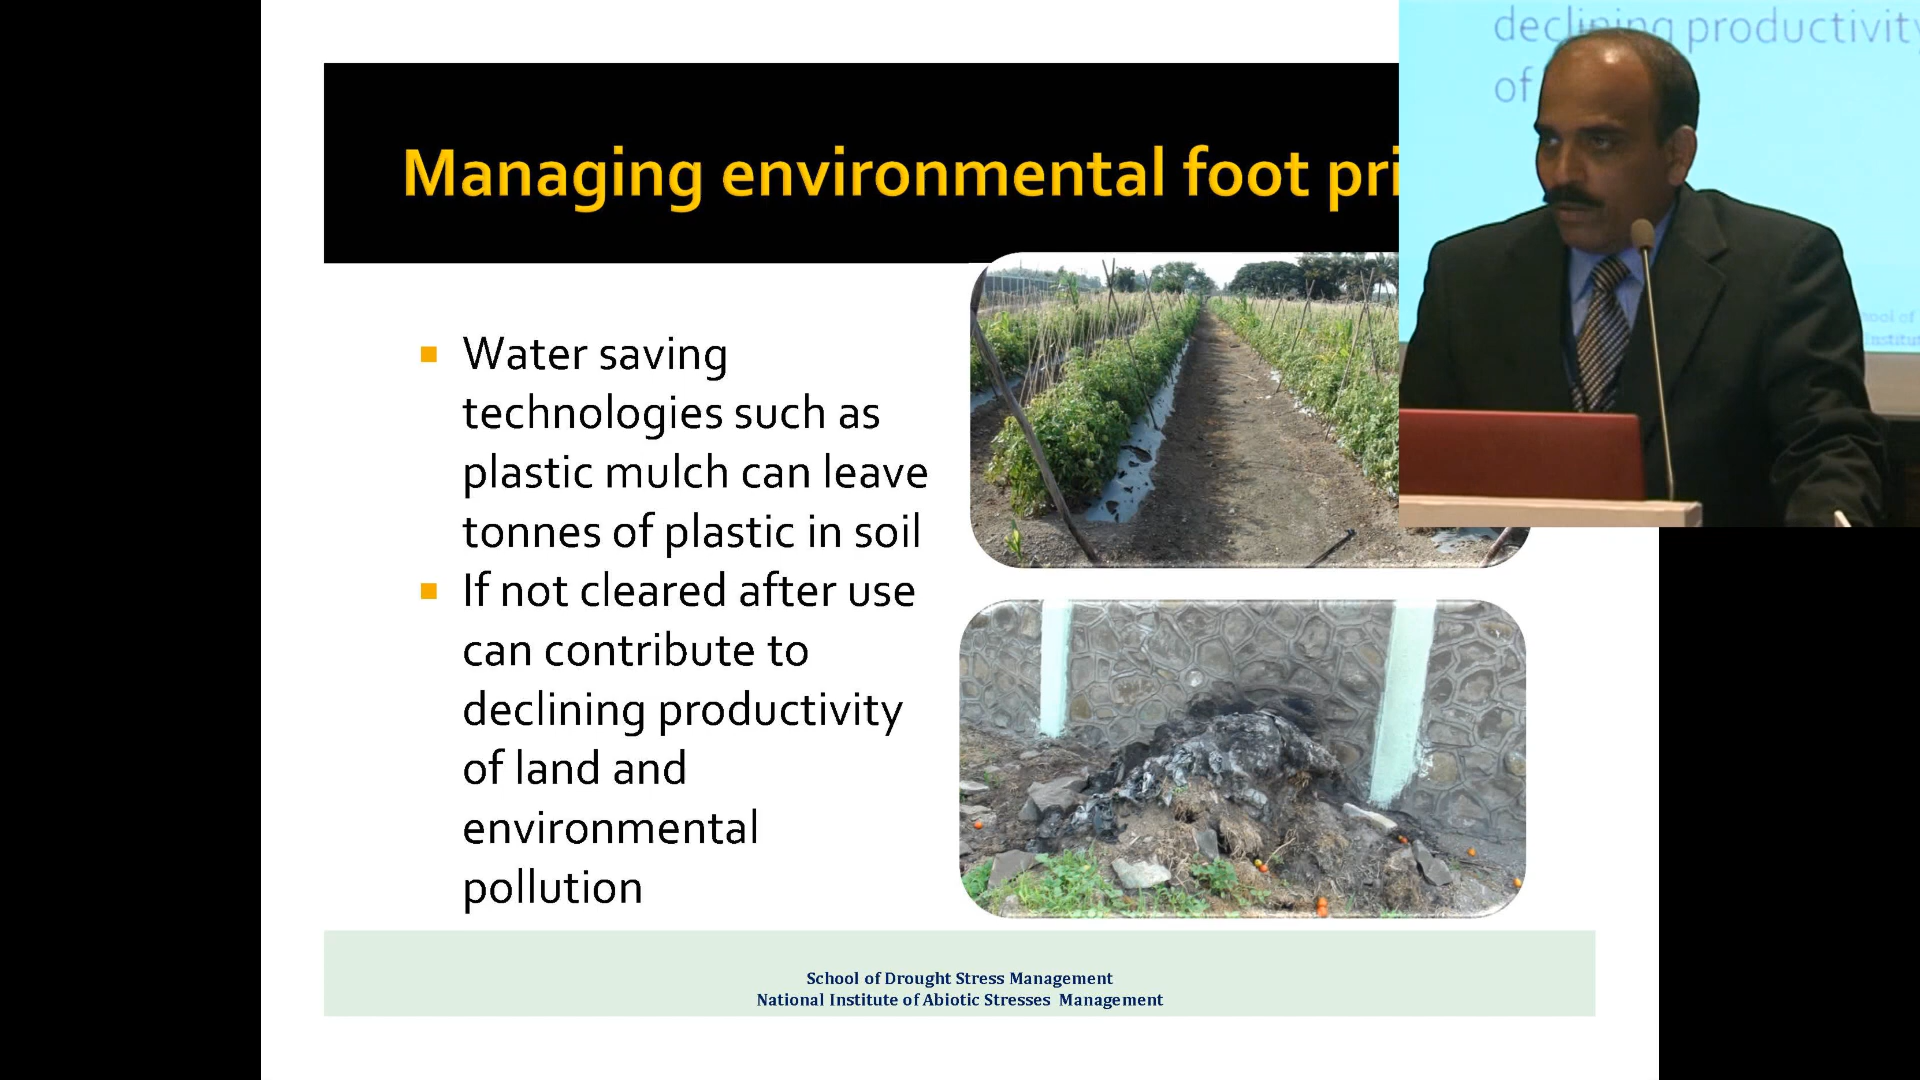 Managing environmental foot pri
Water saving
technologies such as
plastic mulch can leave
tonnes of plastic in soil
If not cleared after use
can contribute to
declining productivity
of land and
environmental
pollution
School of Drought Stress Management
National Institute of Abiotic Stresses Management
declining productivity
of